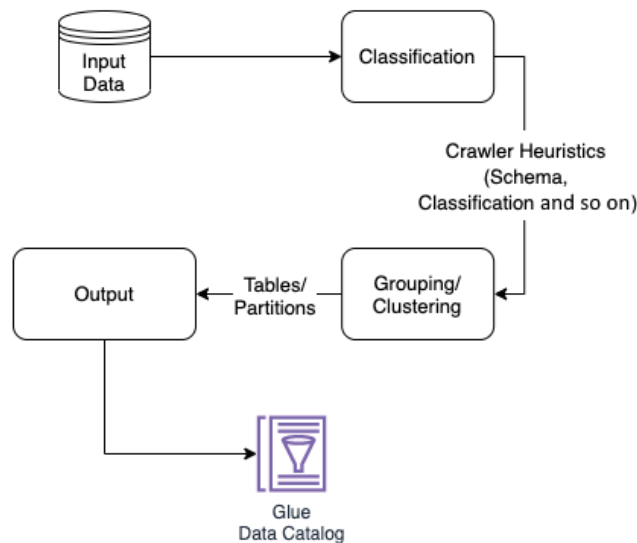 Input
Data
Classification
Crawler Heuristics
(Schema,
Classification and so on)
Grouping/
Clustering
Tables/
Partitions
Output
Glue
Data Catalog